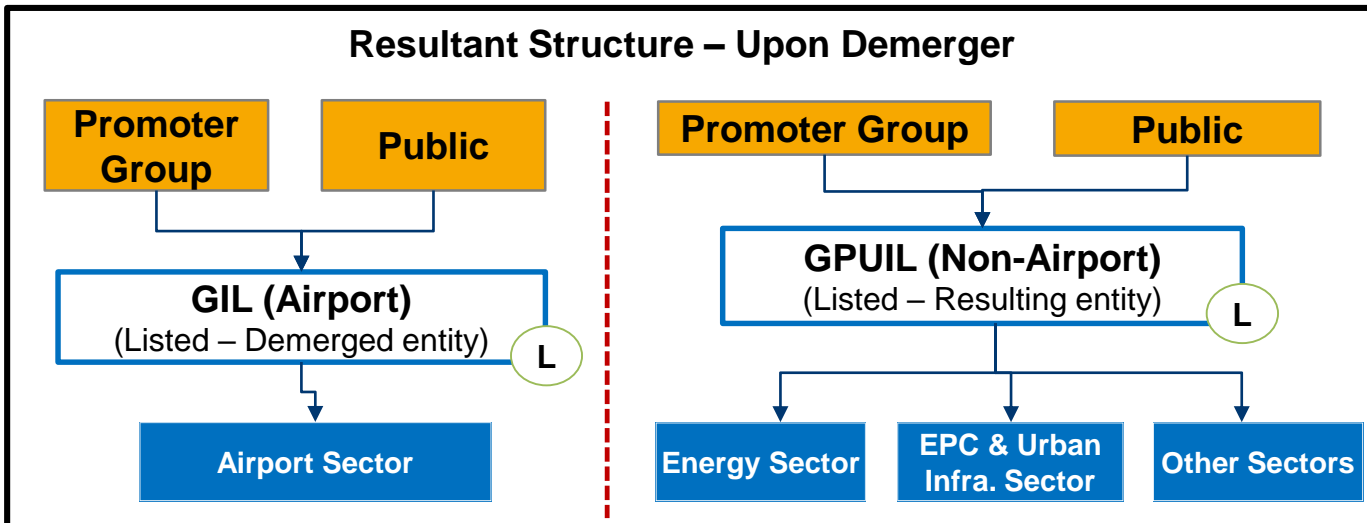 Resultant Structure – Upon Demerger
Promoter
Group
Public
GIL (Airport)
(Listed – Demerged entity)
L
Airport Sector
Promoter Group
Public
GPUIL (Non-Airport)
(Listed – Resulting entity)
L
Energy Sector
EPC & Urban
Infra. Sector
Other Sectors